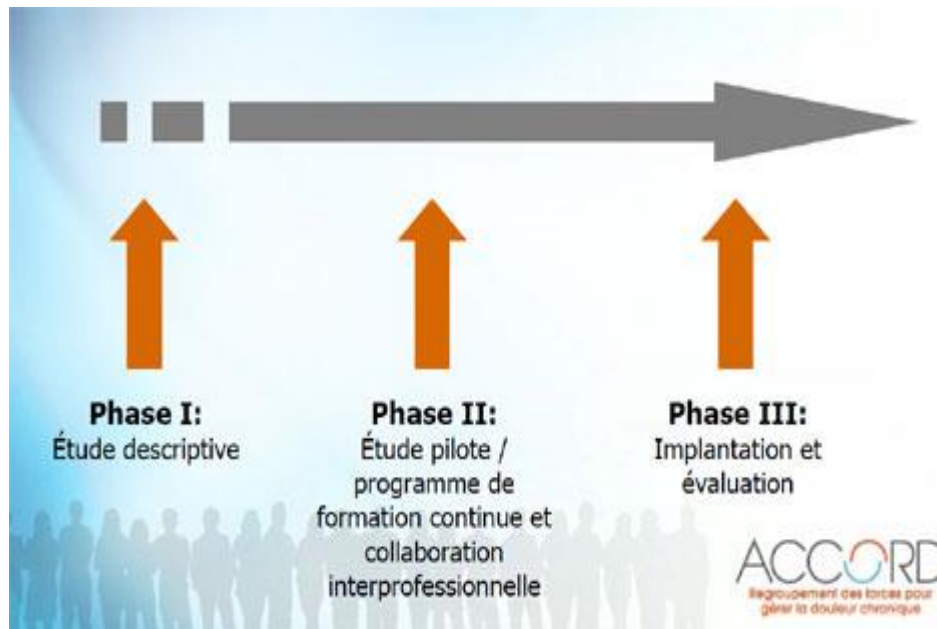 Phase I:
Étude descriptive
Phase II:
Étude pilote /
programme de
formation continue et
collaboration
interprofessionnelle
Phase III:
Implantation et
évaluation
ACCORD
Regroupement des forces pour
gérer la douleur chronique